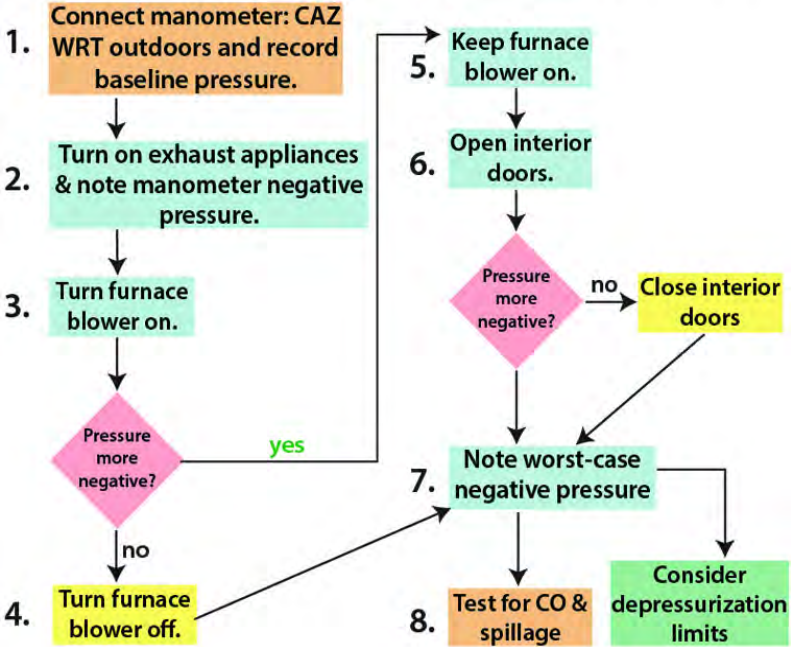 1.
Connect manometer: CAZ
WRT outdoors and record
baseline pressure.
2.
Turn on exhaust appliances
& note manometer negative
pressure.
3.
Turn furnace
blower on.
Pressure
more
negative?
yes
no
4.
Turn furnace
blower off.
5.
Keep furnace
blower on.
6.
Open interior
doors.
Pressure
more
negative?
no
Close interior
doors
7.
Note worst-case
negative pressure
8.
Test for CO &
spillage
Consider
depressurization
limits